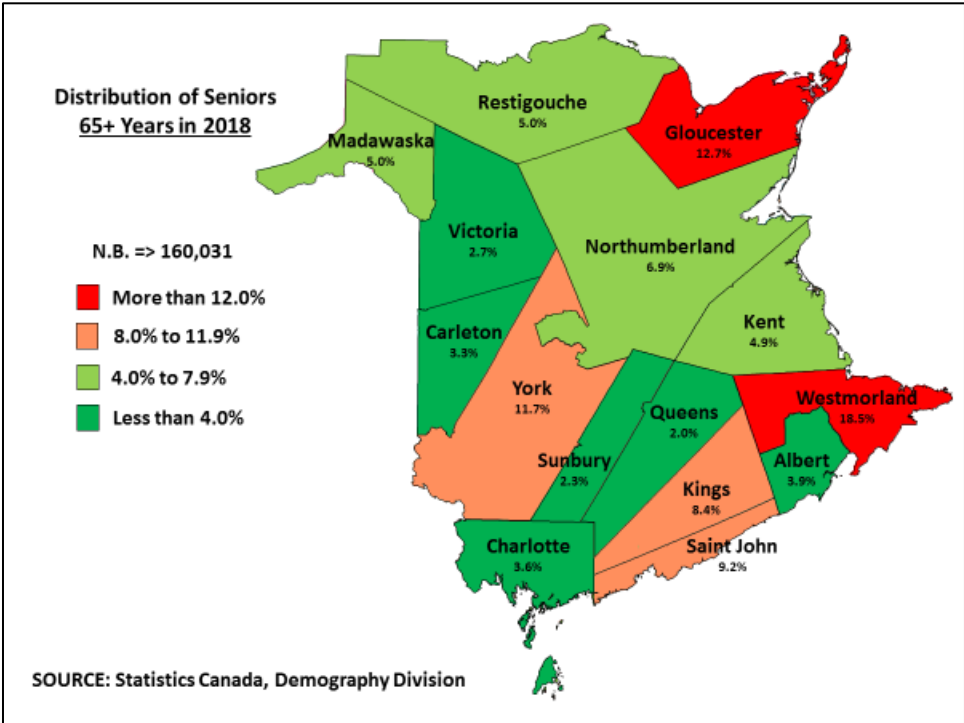 Distribution of Seniors
65+ Years in 2018
N.B. => 160,031
More than 12.0%
8.0% to 11.9%
4.0% to 7.9%
Less than 4.0%
Restigouche
5.0%
Gloucester
12.7%
Madawaska
5.0%
Victoria
2.7%
Northumberland
6.9%
Carleton
3.3%
Kent
4.9%
York
11.7%
Westmorland
18.5%
Queens
2.0%
Sunbury
2.3%
Albert
3.9%
Kings
8.4%
Charlotte
3.6%
Saint John
9.2%
SOURCE: Statistics Canada, Demography Division